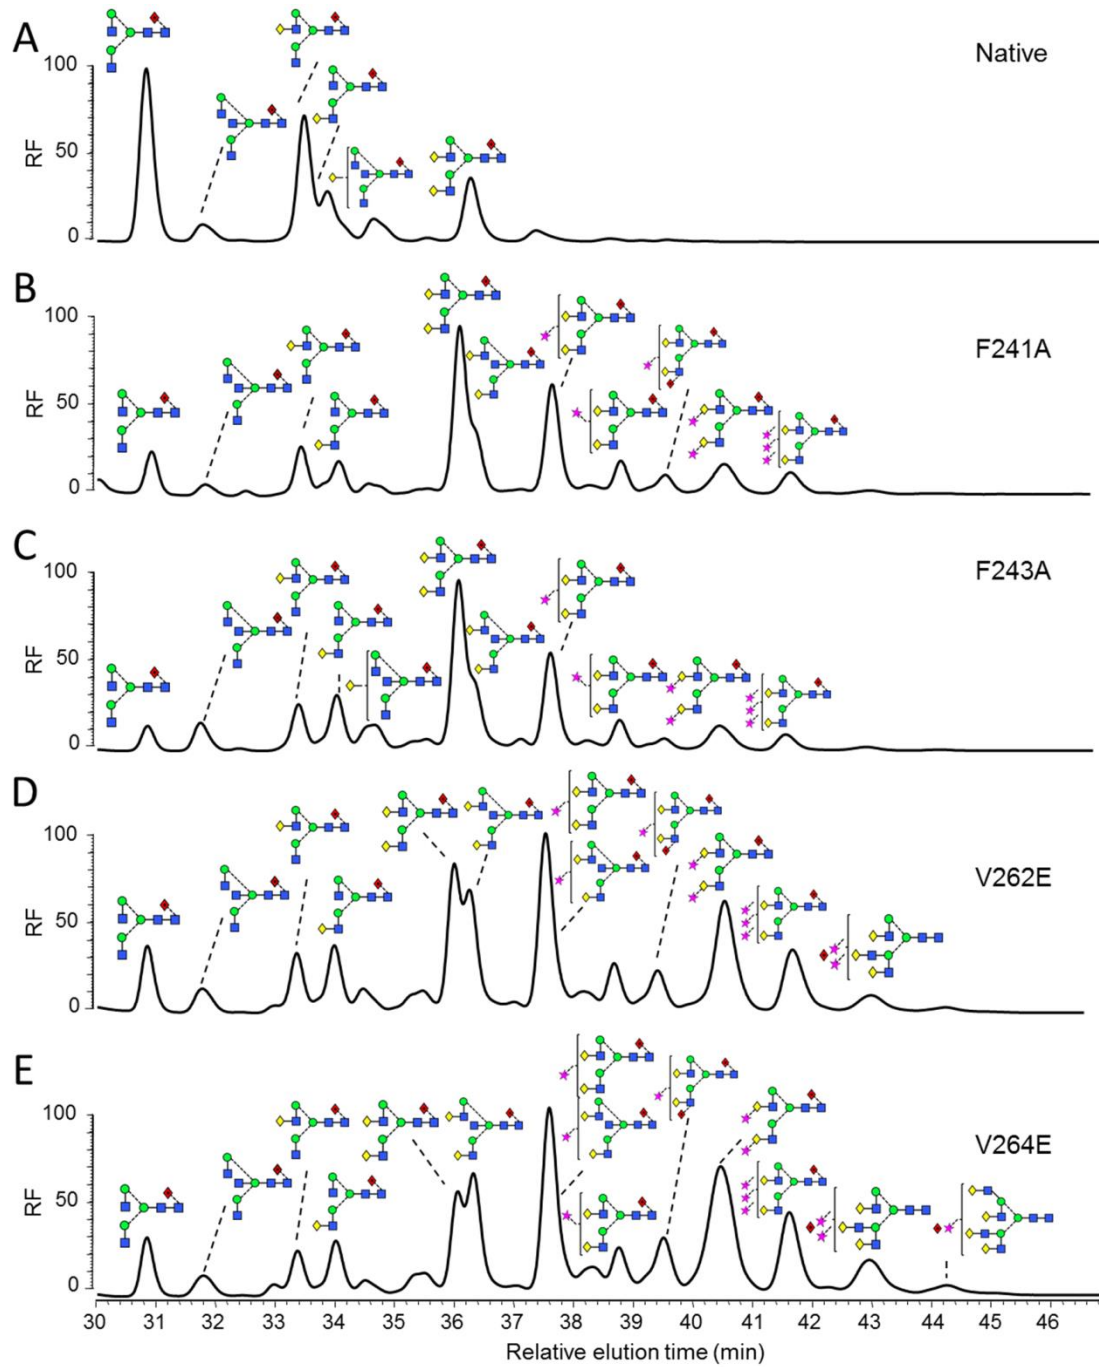 A
Native
100
50
0
RF
B
F241A
100
50
0
RF
C
F243A
100
50
0
RF
D
V262E
100
50
0
RF
E
V264E
100
50
0
RF
30 31 32 33 34 35 36 37 38 39 40 41 42 43 44 45 46
Relative elution time (min)